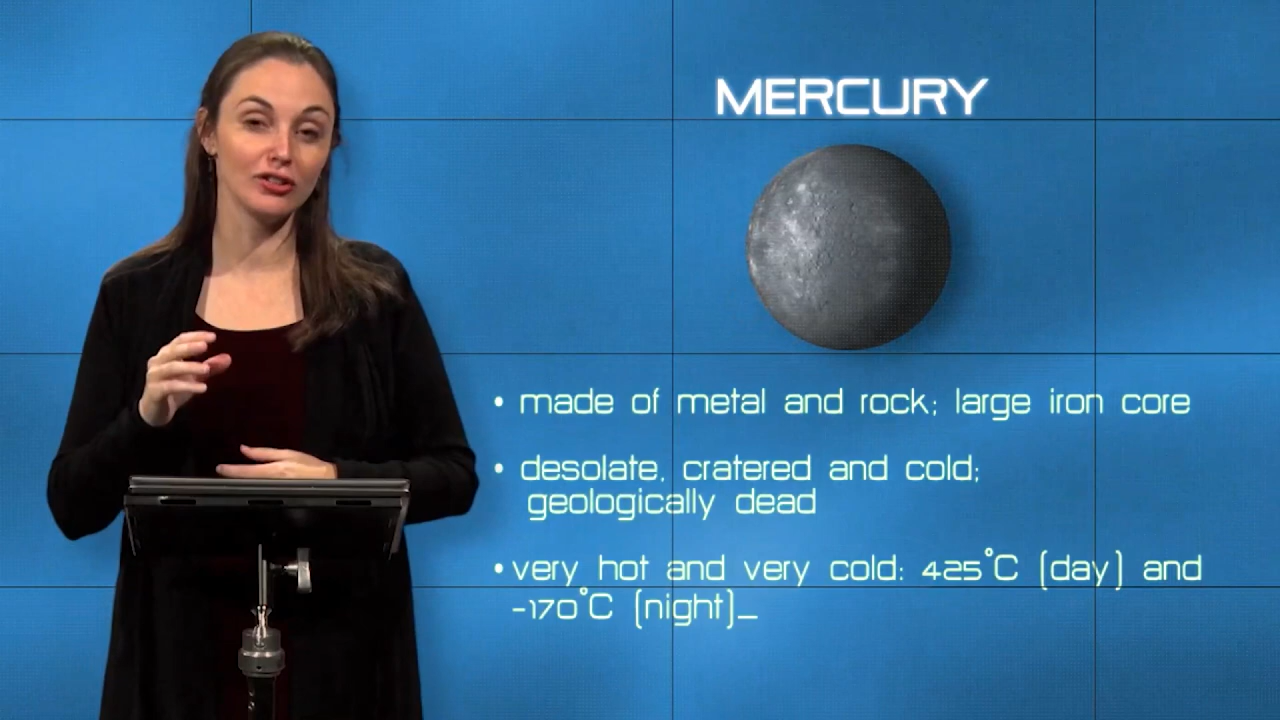 MERCURY
• made of metal and rock; large iron core
• desolate, cratered and cold;
geologically dead
• very hot and very cold: 425°C (day) and
-170°C (night)_